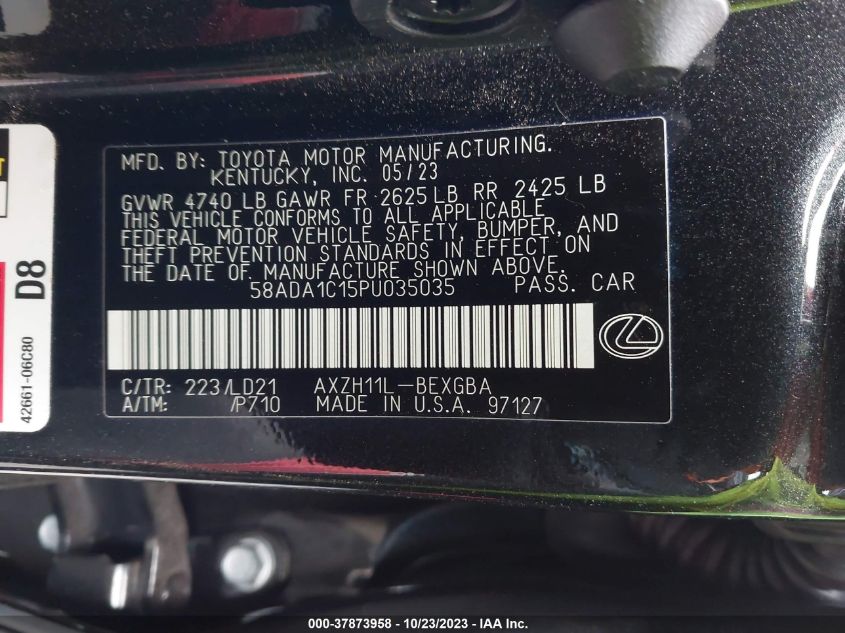 MFD. BY: TOYOTA MOTOR MANUFACTURING.
KENTUCKY, INC. 05/23
GVWR 4740 LB GAWR FR 2625 LB RR 2425 LB
THIS VEHICLE CONFORMS TO ALL APPLICABLE
FEDERAL MOTOR VEHICLE SAFETY, BUMPER, AND
THEFT PREVENTION STANDARDS IN EFFECT ON
THE DATE OF MANUFACTURE SHOWN ABOVE.
58ADA1C15PU035035 PASS. CAR
C/TR: 223/LD21 AXZH11L-BEXGBA
A/TM: /P710 MADE IN U.S.A. 97127
D8
42661-06C80
000-37873958 - 10/23/2023 - IAA Inc.